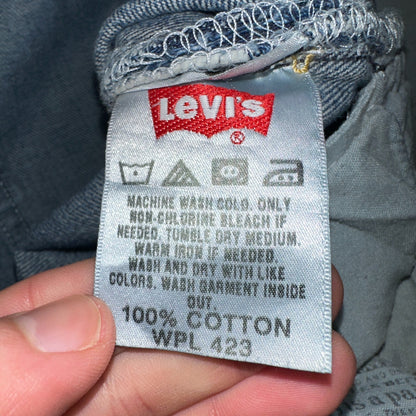 LEVI'S
®
MACHINE WASH COLD. ONLY
NON-CHLORINE BLEACH IF
NEEDED. TUMBLE DRY MEDIUM.
WARM IRON IF NEEDED.
WASH AND DRY WITH LIKE
COLORS. WASH GARMENT INSIDE
OUT.
100% COTTON
WPL 423